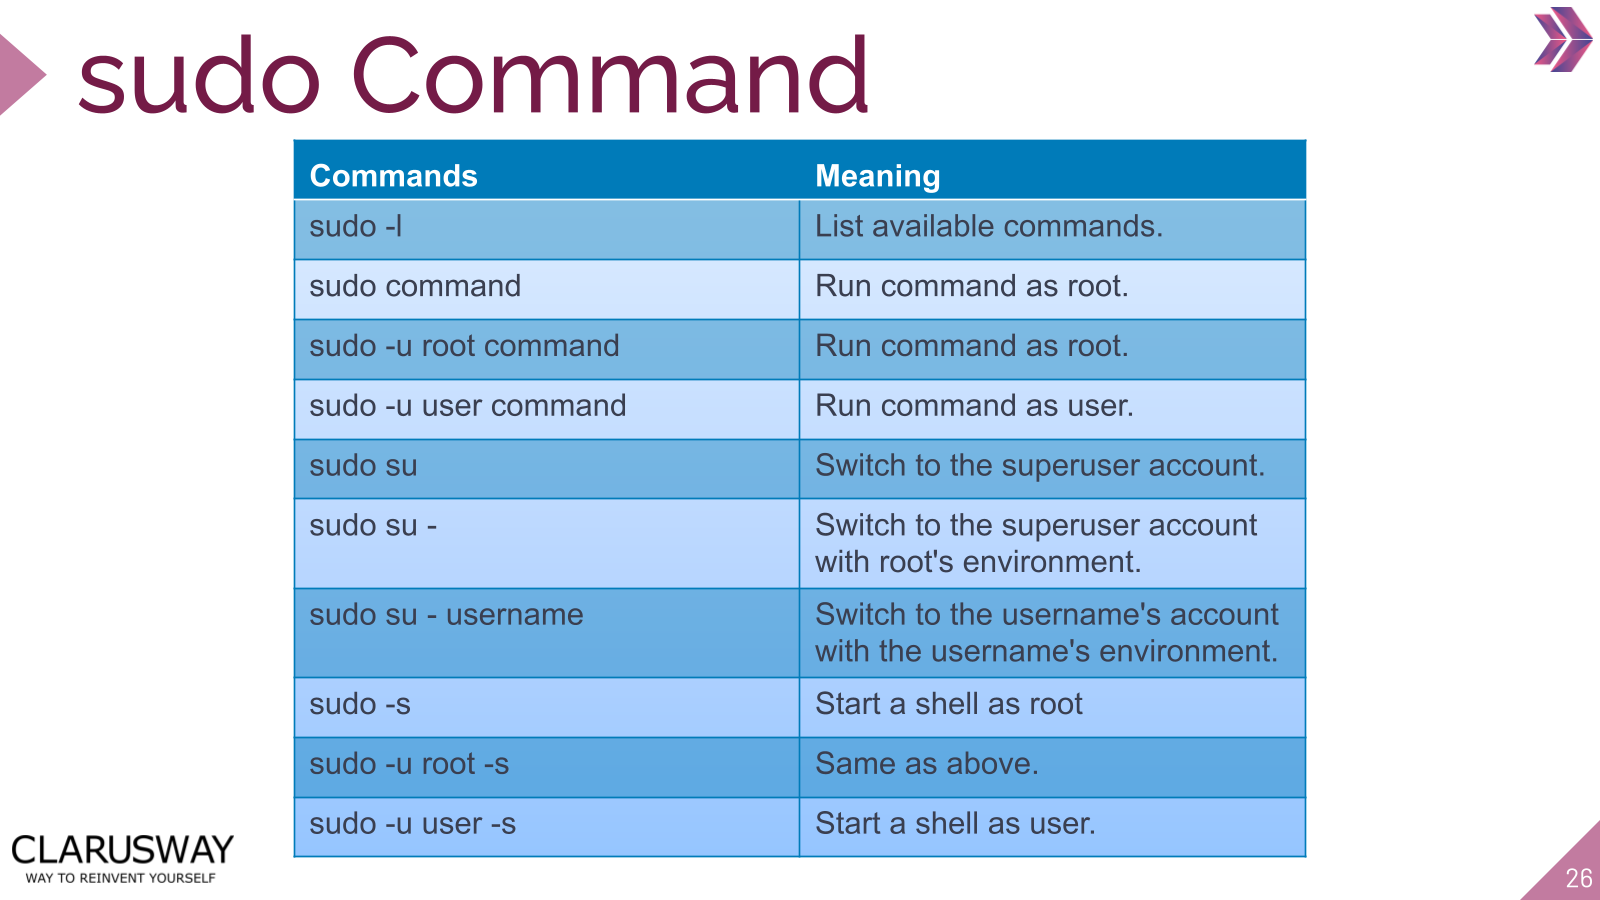 sudo Command
Commands
Meaning
sudo -l
List available commands.
sudo command
Run command as root.
sudo -u root command
Run command as root.
sudo -u user command
Run command as user.
sudo su
Switch to the superuser account.
sudo su -
Switch to the superuser account
with root's environment.
sudo su - username
Switch to the username's account
with the username's environment.
sudo -s
Start a shell as root
sudo -u root -s
Same as above.
sudo -u user -s
Start a shell as user.
CLARUSWAY
WAY TO REINVENT YOURSELF
26